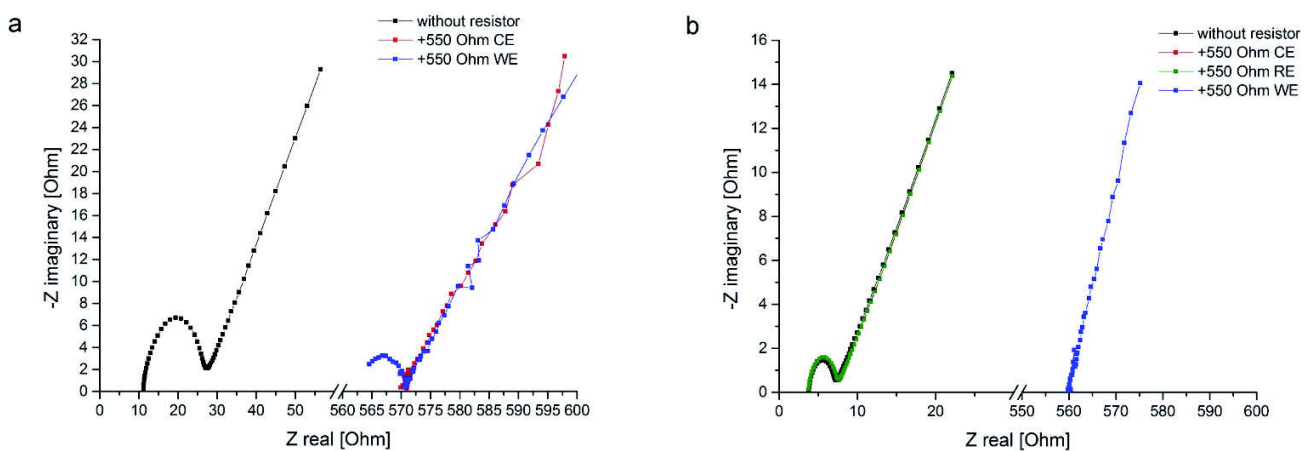 a
without resistor
+550 Ohm CE
+550 Ohm WE
32
30
28
26
24
22
20
18
16
14
12
10
8
6
4
2
0
-Z imaginary [Ohm]
0 10 20 30 40 50 560 565 570 575 580 585 590 595 600
Z real [Ohm]
b
without resistor
+550 Ohm CE
+550 Ohm RE
+550 Ohm WE
16
14
12
10
8
6
4
2
0
-Z imaginary [Ohm]
0 10 20 550 560 570 580 590 600
Z real [Ohm]